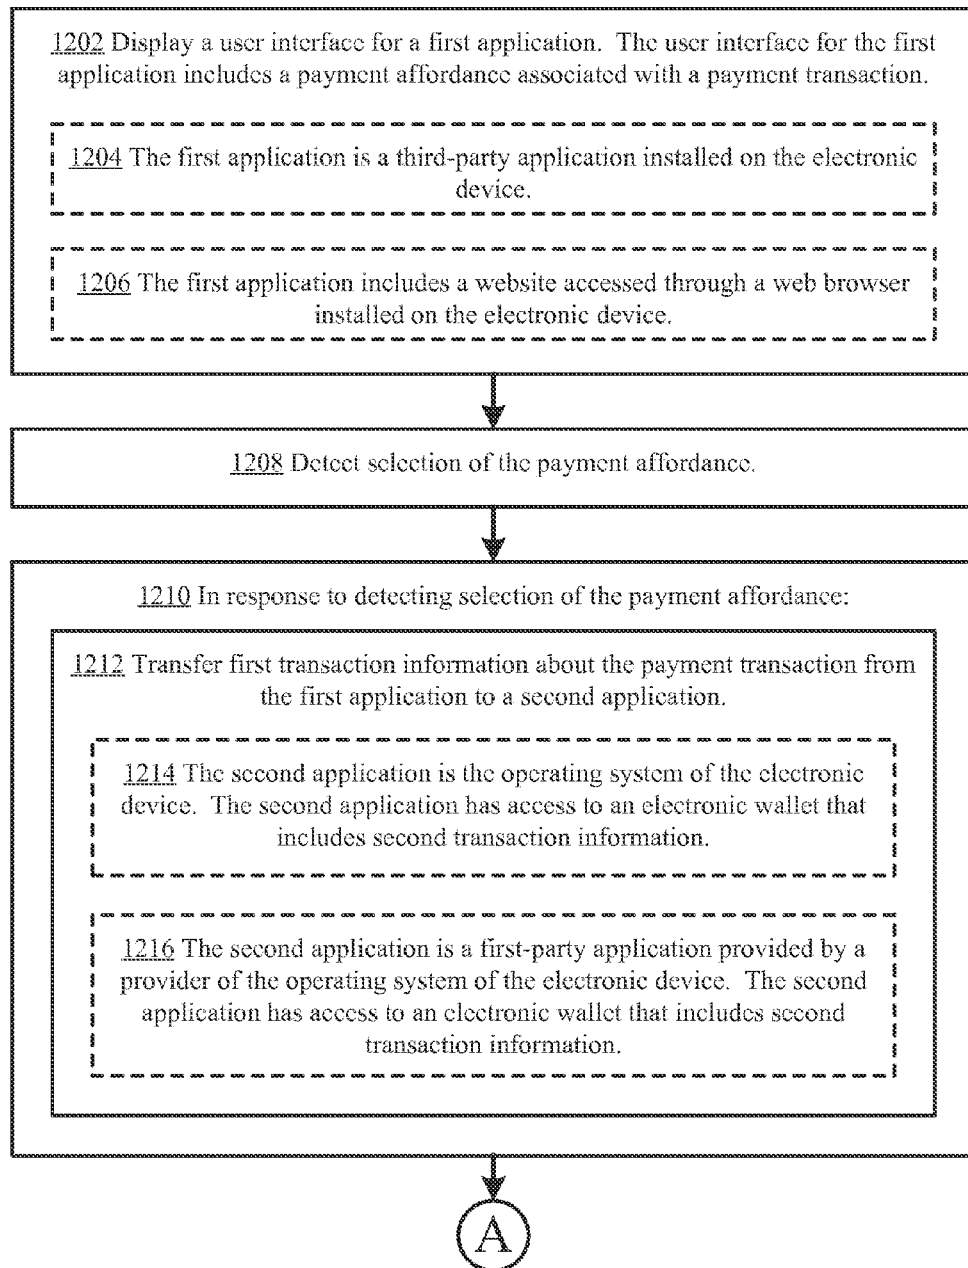 1202 Display a user interface for a first application. The user interface for the first
application includes a payment affordance associated with a payment transaction.
1204 The first application is a third-party application installed on the electronic
device.
1206 The first application includes a website accessed through a web browser
installed on the electronic device.
1208 Detect selection of the payment affordance.
1210 In response to detecting selection of the payment affordance:
1212 Transfer first transaction information about the payment transaction from
the first application to a second application.
1214 The second application is the operating system of the electronic
device. The second application has access to an electronic wallet that
includes second transaction information.
1216 The second application is a first-party application provided by a
provider of the operating system of the electronic device. The second
application has access to an electronic wallet that includes second
transaction information.
A